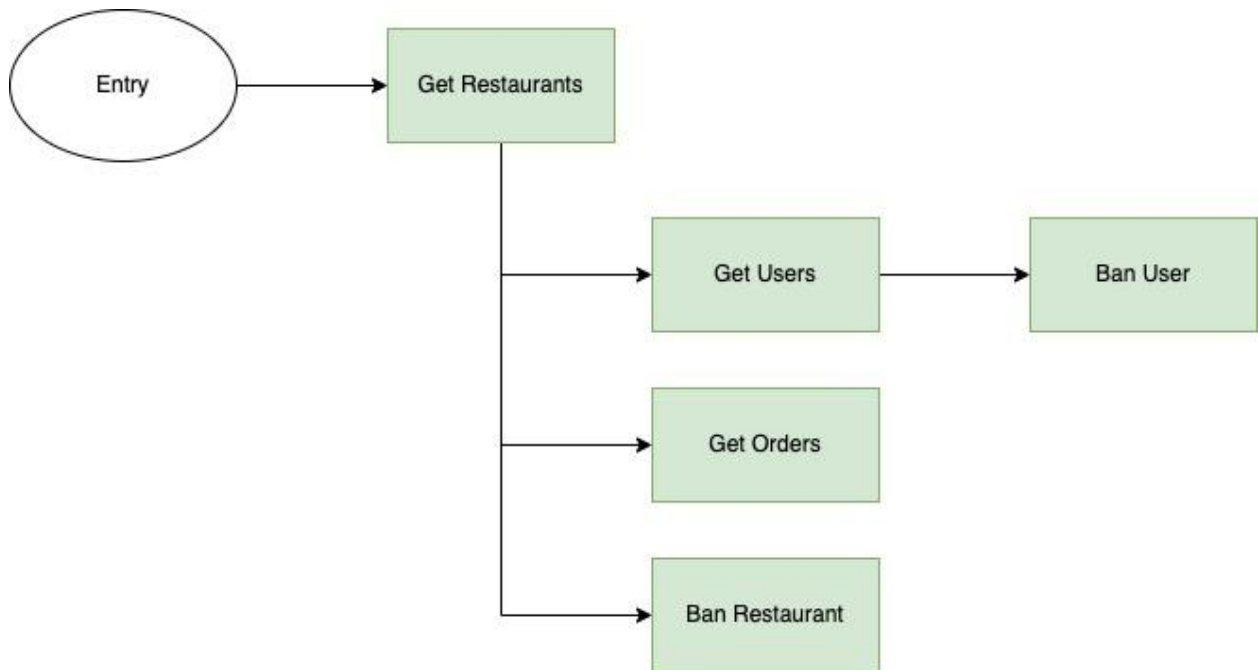 Entry
Get Restaurants
Get Users
Ban User
Get Orders
Ban Restaurant